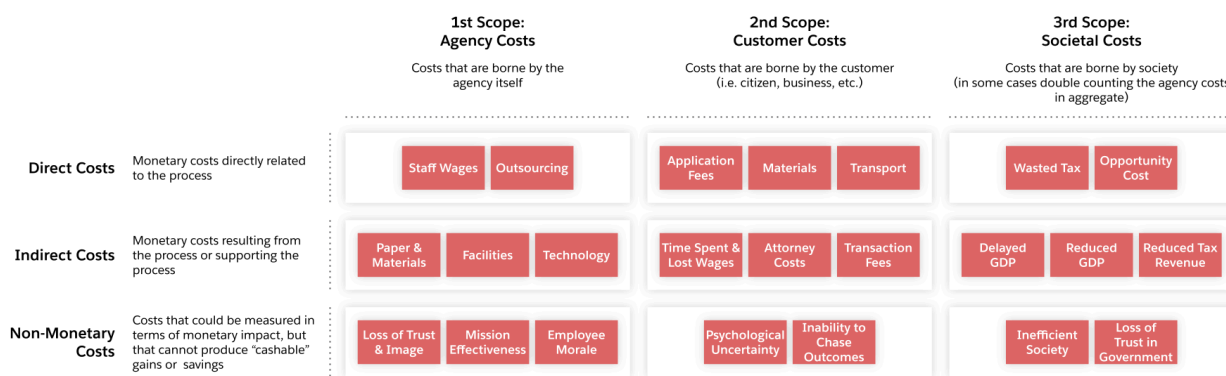 1st Scope:
Agency Costs
Costs that are borne by the
agency itself
2nd Scope:
Customer Costs
Costs that are borne by the customer
(i.e. citizen, business, etc.)
3rd Scope:
Societal Costs
Costs that are borne by society
(in some cases double counting the agency costs
in aggregate)
Direct Costs
Monetary costs directly related
to the process
Staff Wages
Outsourcing
Application
Fees
Materials
Transport
Wasted Tax
Opportunity
Cost
Indirect Costs
Monetary costs resulting from
the process or supporting the
process
Paper &
Materials
Facilities
Technology
Time Spent &
Lost Wages
Attorney
Costs
Transaction
Fees
Delayed
GDP
Reduced
GDP
Reduced Tax
Revenue
Non-Monetary
Costs
Costs that could be measured in
terms of monetary impact, but
that cannot produce “cashable”
gains or savings
Loss of Trust
& Image
Mission
Effectiveness
Employee
Morale
Psychological
Uncertainty
Inability to
Chase
Outcomes
Inefficient
Society
Loss of
Trust in
Government